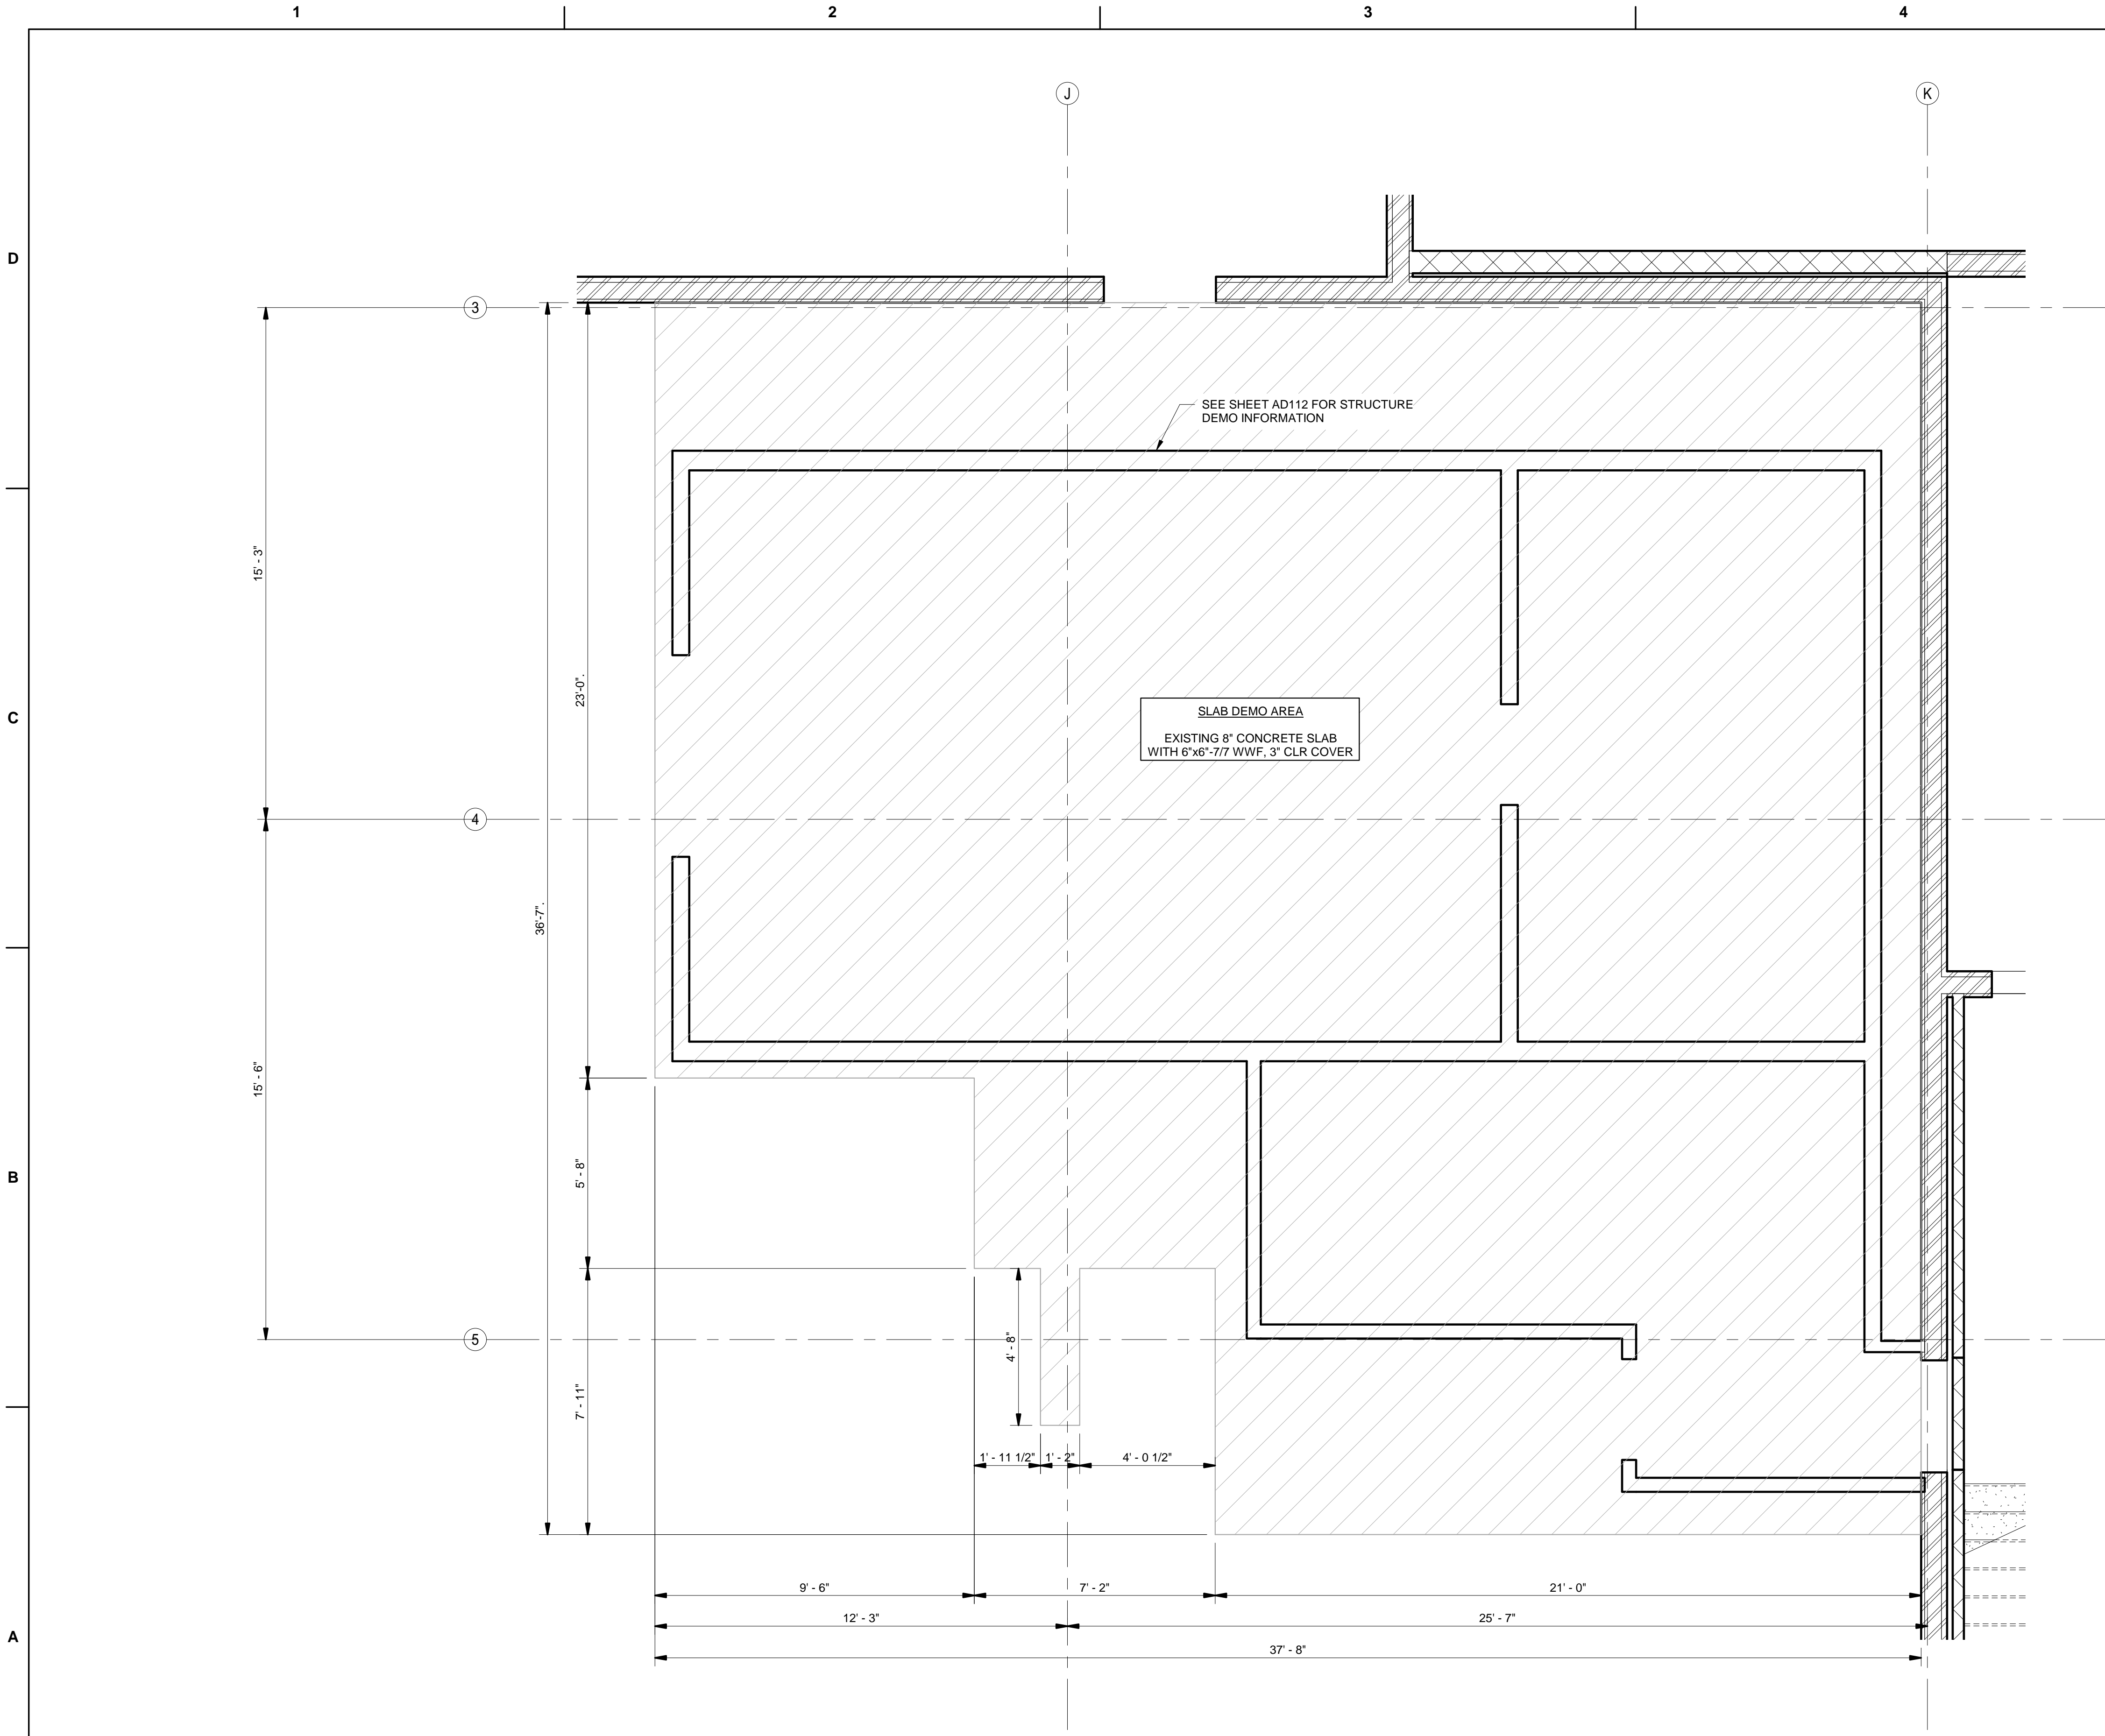 1
2
3
4
J
K
D
3
SEE SHEET AD112 FOR STRUCTURE
DEMO INFORMATION
15' - 3"
23'-0".
C
SLAB DEMO AREA
EXISTING 8" CONCRETE SLAB
WITH 6"x6"-7/7 WWF, 3" CLR COVER
4
36'-7".
15' - 6"
5' - 8"
B
5
4' - 8"
7' - 11"
1' - 11 1/2"
1' - 2"
4' - 0 1/2"
9' - 6"
7' - 2"
21' - 0"
12' - 3"
25' - 7"
A
37' - 8"